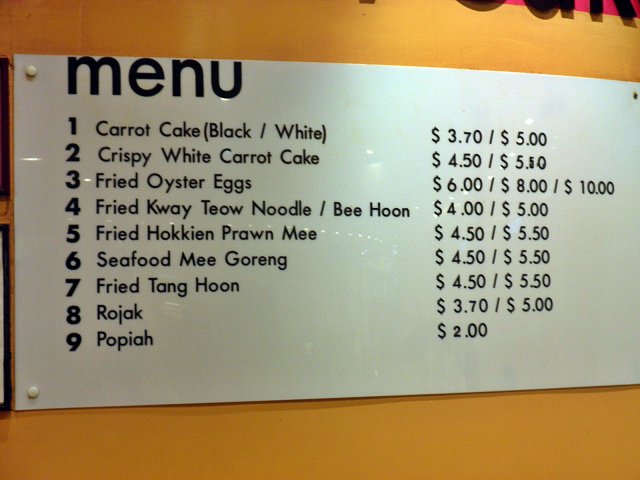 menu
1 Carrot Cake (Black / White) $ 3.70 / $ 5.00
2 Crispy White Carrot Cake $ 4.50 / $ 5.50
3 Fried Oyster Eggs $ 6.00 / $ 8.00 / $ 10.00
4 Fried Kway Teow Noodle / Bee Hoon $ 4.00 / $ 5.00
5 Fried Hokkien Prawn Mee $ 4.50 / $ 5.50
6 Seafood Mee Goreng $ 4.50 / $ 5.50
7 Fried Tang Hoon $ 4.50 / $ 5.50
8 Rojak $ 3.70 / $ 5.00
9 Popiah $ 2.00